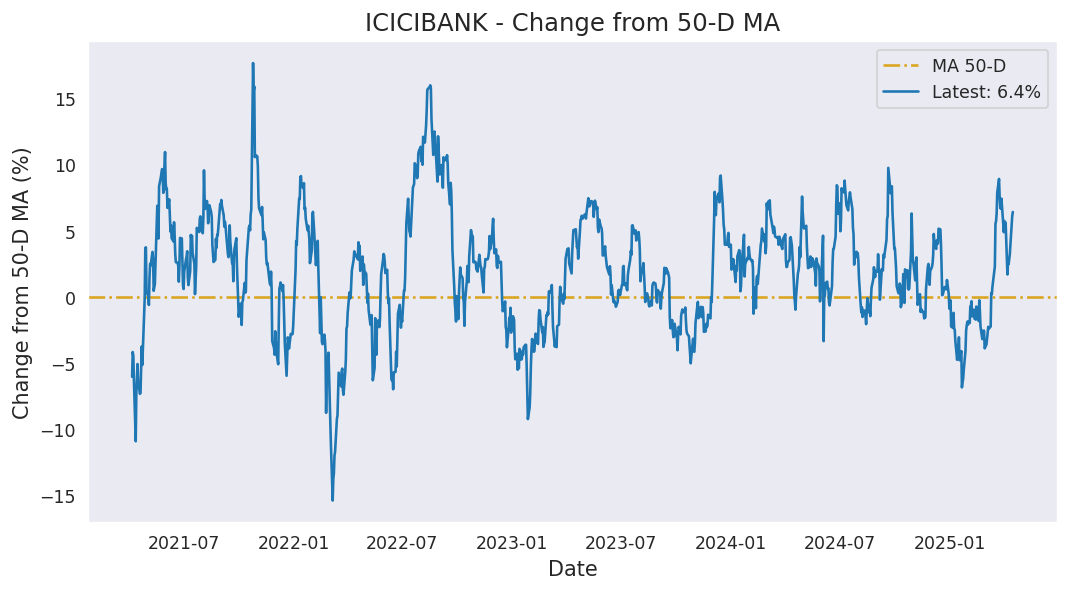 ICICIBANK - Change from 50-D MA
MA 50-D
Latest: 6.4%
Change from 50-D MA (%)
15
10
5
0
−5
−10
−15
2021-07 2022-01 2022-07 2023-01 2023-07 2024-01 2024-07 2025-01
Date